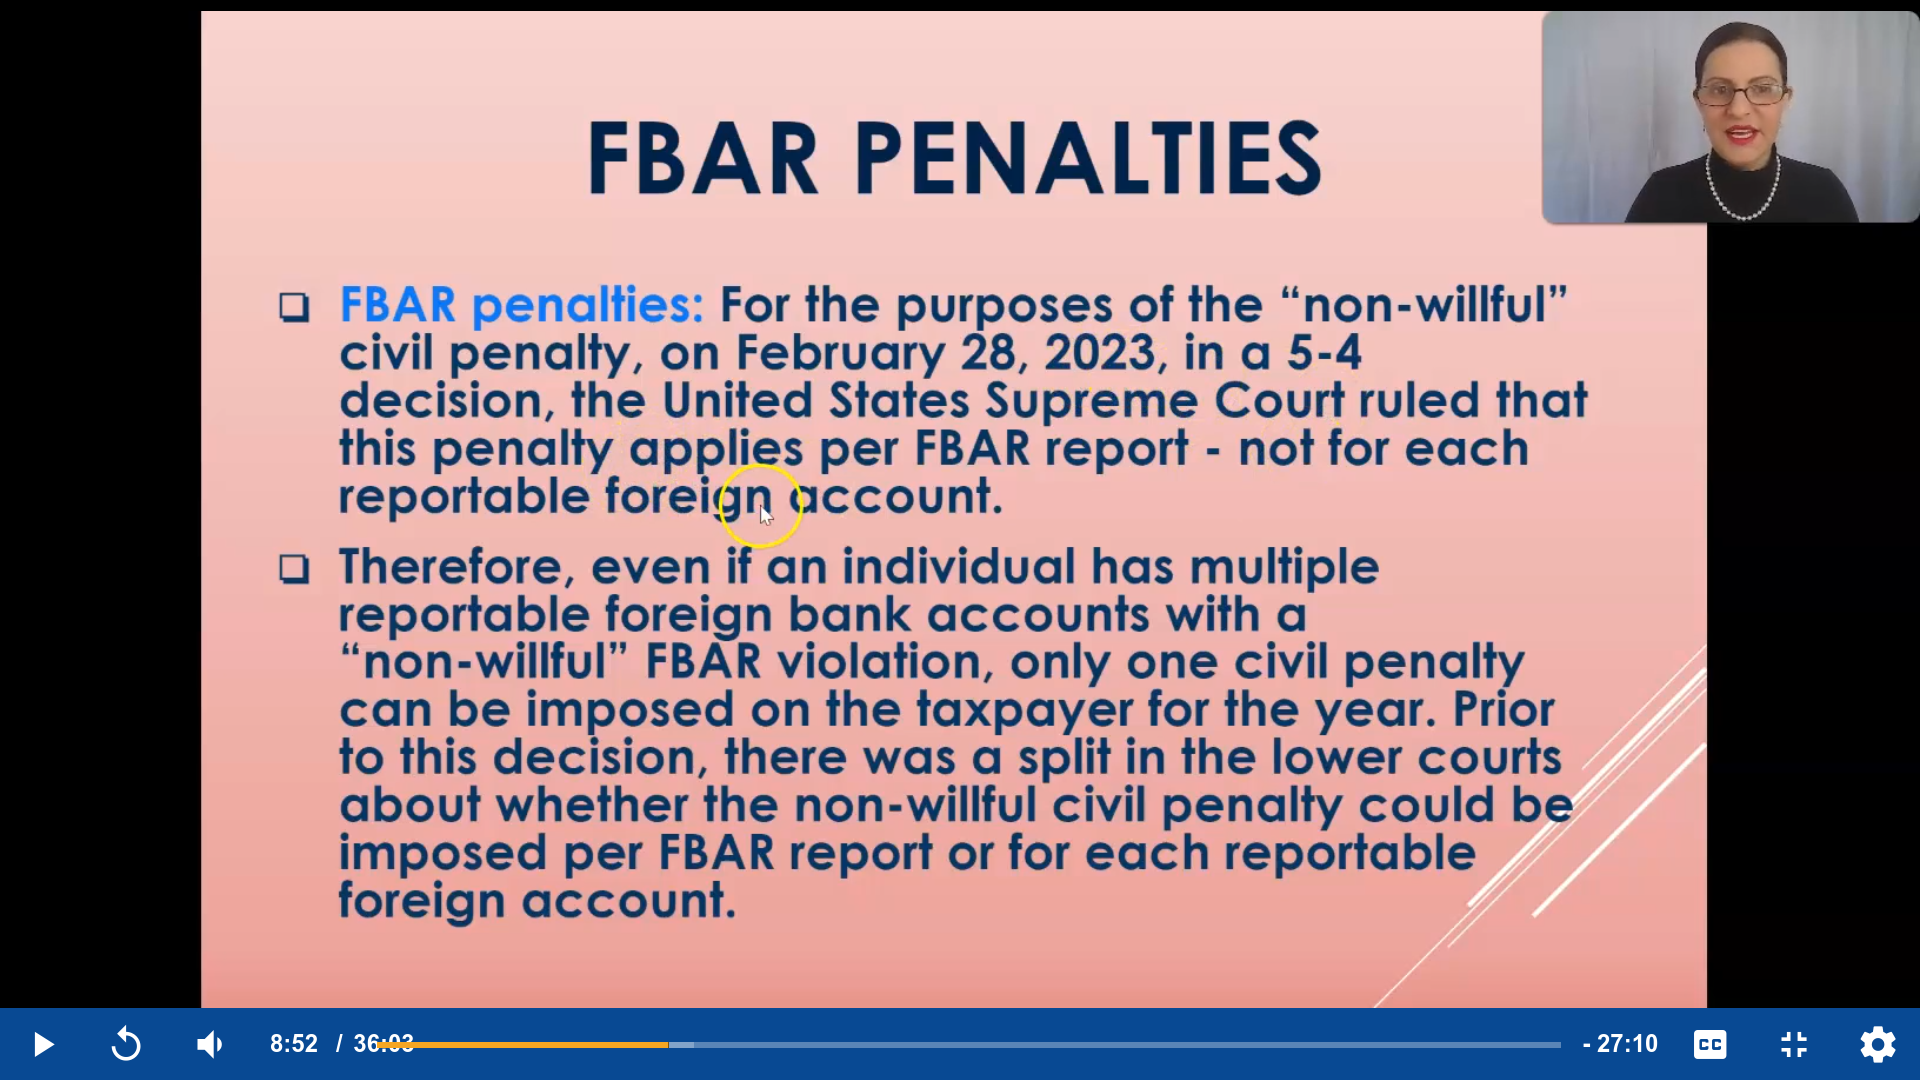 FBAR PENALTIES
❑ FBAR penalties: For the purposes of the “non-willful”
civil penalty, on February 28, 2023, in a 5-4
decision, the United States Supreme Court ruled that
this penalty applies per FBAR report - not for each
reportable foreign account.
❑ Therefore, even if an individual has multiple
reportable foreign bank accounts with a
“non-willful” FBAR violation, only one civil penalty
can be imposed on the taxpayer for the year. Prior
to this decision, there was a split in the lower courts
about whether the non-willful civil penalty could be
imposed per FBAR report or for each reportable
foreign account.
8:52 / 36:03 - 27:10 CC